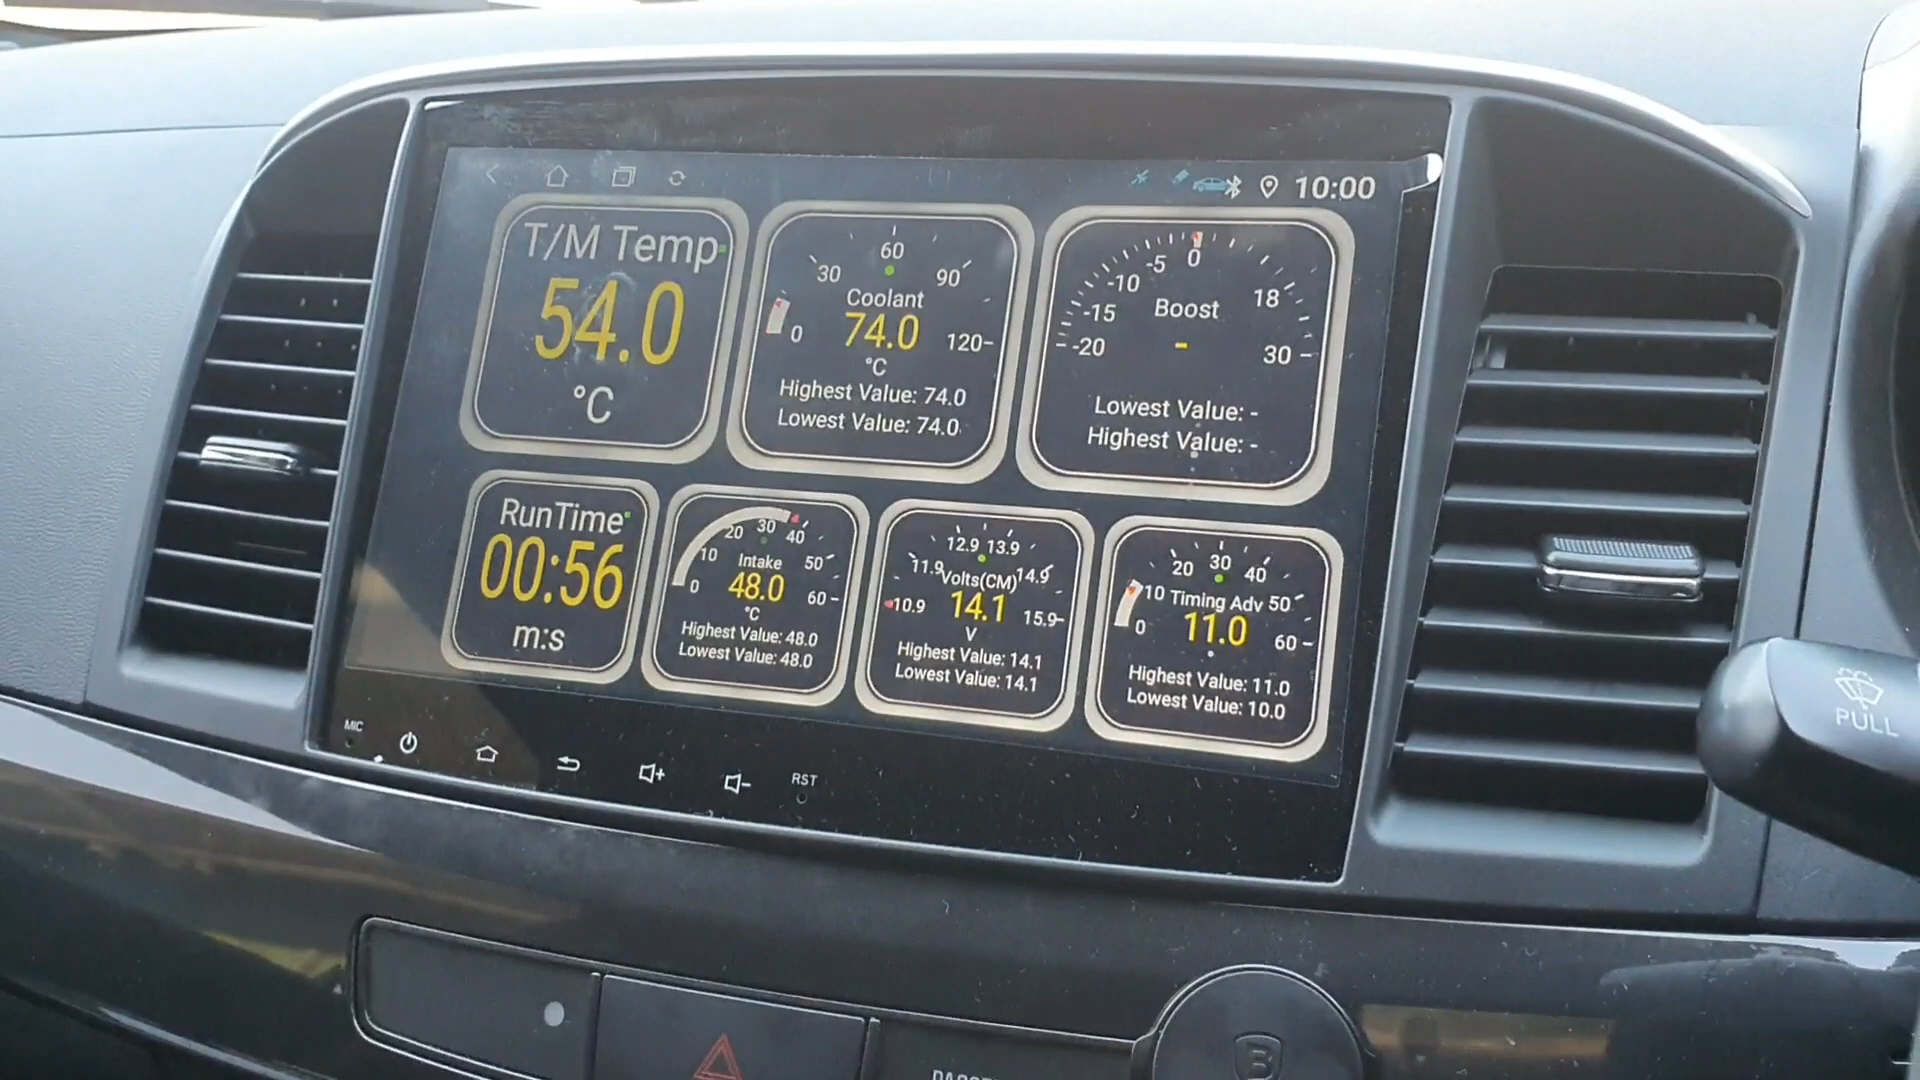 10:00
T/M Temp
54.0
°C
60
30 90
Coolant
74.0
0 120
°C
Highest Value: 74.0
Lowest Value: 74.0
0
-5
-10
18
Boost
-15
-20 - 30
Lowest Value: -
Highest Value: -
RunTime
00:56
m:s
20 30 40
10 Intake 50
0 48.0 60
°C
Highest Value: 48.0
Lowest Value: 48.0
12.9 13.9
11.9 Volts(CM) 14.9
10.9 14.1 15.9
V
Highest Value: 14.1
Lowest Value: 14.1
20 30 40
10 Timing Adv 50
0 11.0 60
Highest Value: 11.0
Lowest Value: 10.0
MIC
RST
PULL